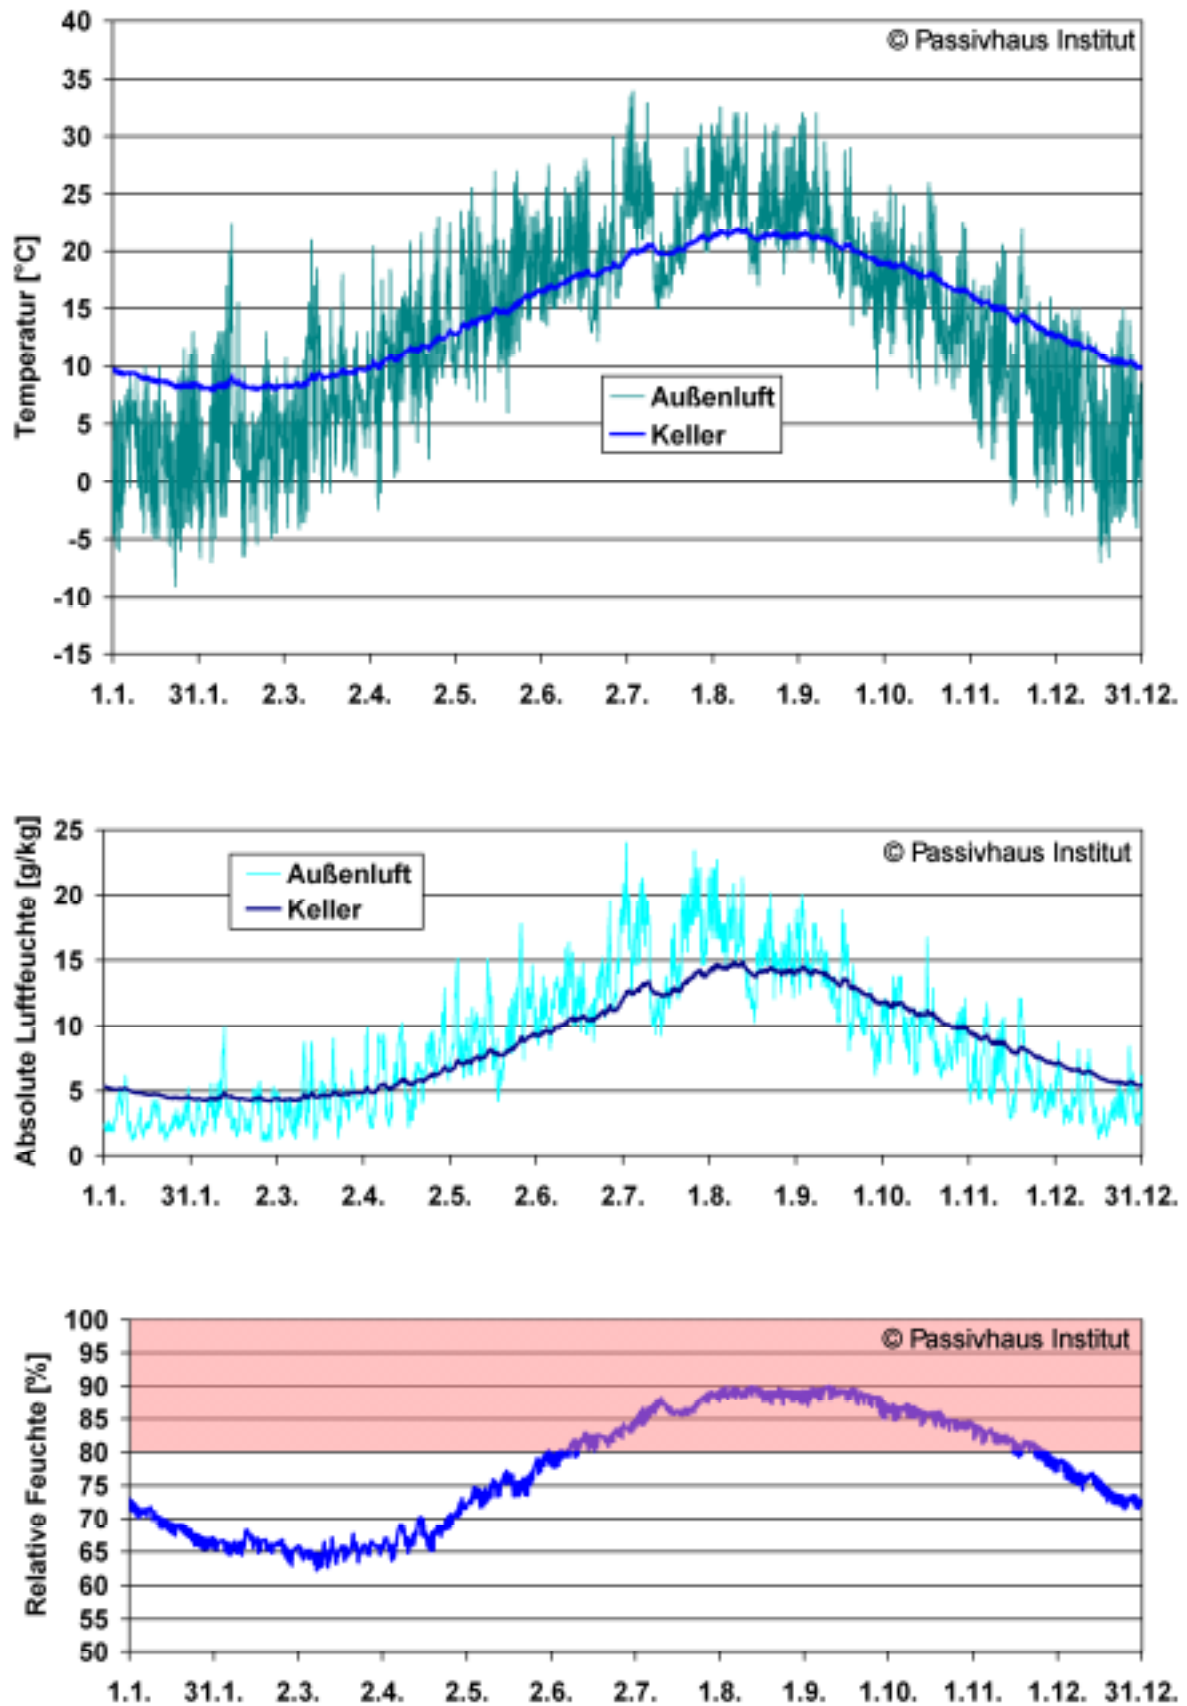 © Passivhaus Institut
Temperatur [°C]
40
35
30
25
20
15
10
5
0
-5
-10
-15
Außenluft
Keller
1.1. 31.1. 2.3. 2.4. 2.5. 2.6. 2.7. 1.8. 1.9. 1.10. 1.11. 1.12. 31.12.
© Passivhaus Institut
Absolute Luftfeuchte [g/kg]
25
20
15
10
5
0
Außenluft
Keller
1.1. 31.1. 2.3. 2.4. 2.5. 2.6. 2.7. 1.8. 1.9. 1.10. 1.11. 1.12. 31.12.
© Passivhaus Institut
Relative Feuchte [%]
100
95
90
85
80
75
70
65
60
55
50
1.1. 31.1. 2.3. 2.4. 2.5. 2.6. 2.7. 1.8. 1.9. 1.10. 1.11. 1.12. 31.12.